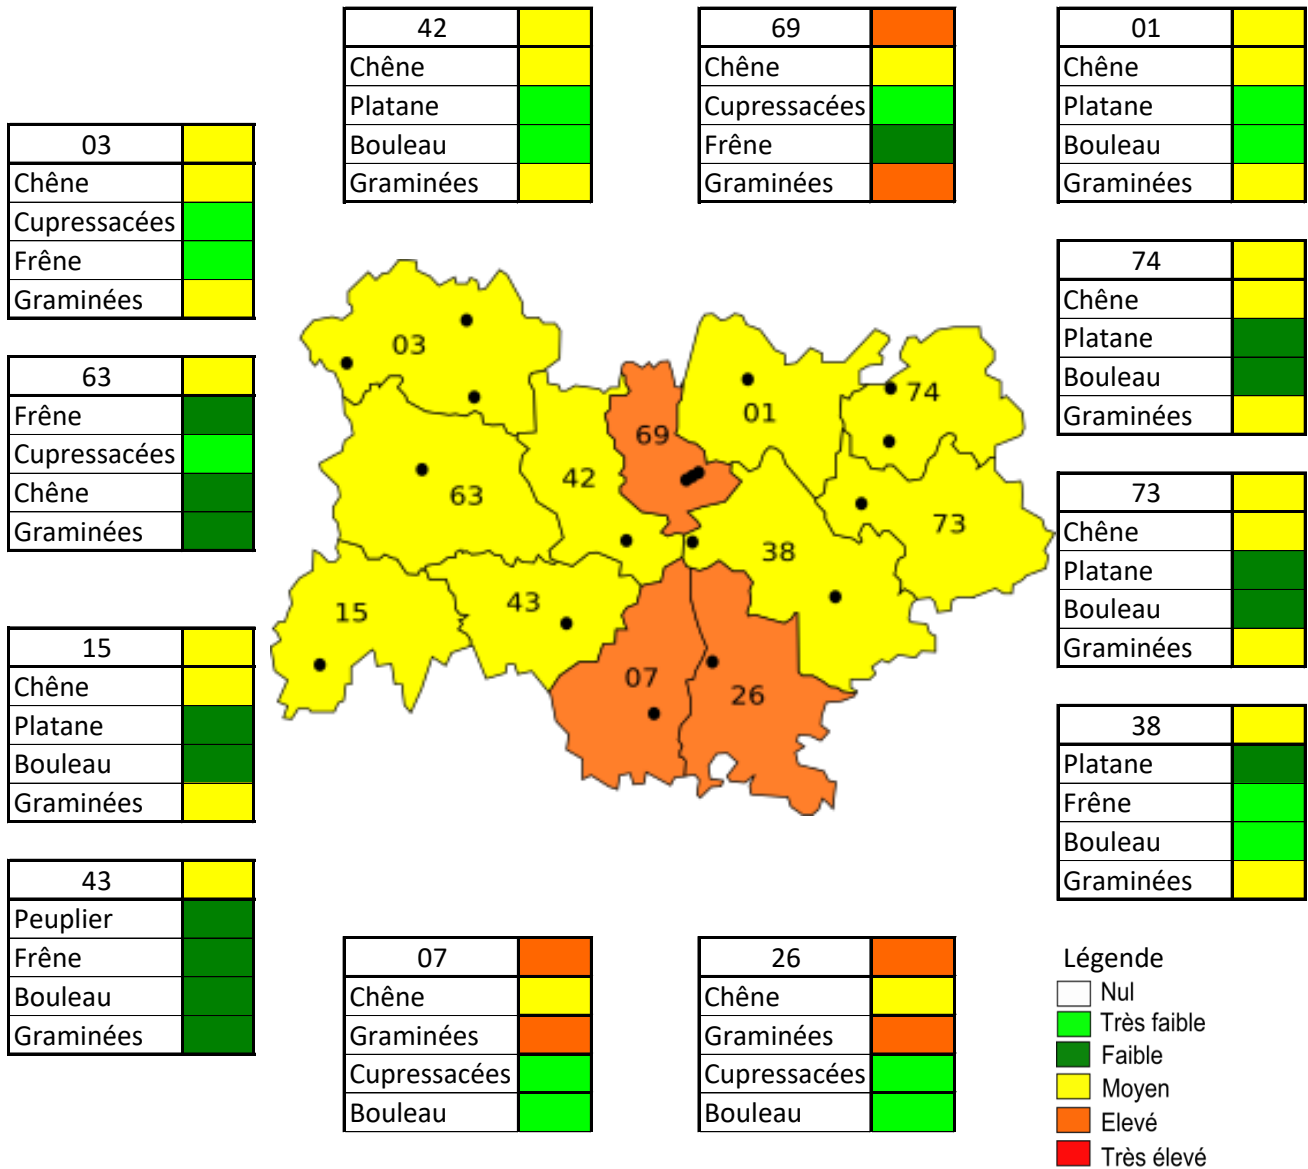 42
Chêne
Platane
Bouleau
Graminées
69
Chêne
Cupressacées
Frêne
Graminées
01
Chêne
Platane
Bouleau
Graminées
03
Chêne
Cupressacées
Frêne
Graminées
63
Frêne
Cupressacées
Chêne
Graminées
15
Chêne
Platane
Bouleau
Graminées
43
Peuplier
Frêne
Bouleau
Graminées
03
69
01
74
63
42
38
73
15
43
07
26
74
Chêne
Platane
Bouleau
Graminées
73
Chêne
Platane
Bouleau
Graminées
38
Platane
Frêne
Bouleau
Graminées
07
Chêne
Graminées
Cupressacées
Bouleau
26
Chêne
Graminées
Cupressacées
Bouleau
Légende
Nul
Très faible
Faible
Moyen
Elevé
Très élevé